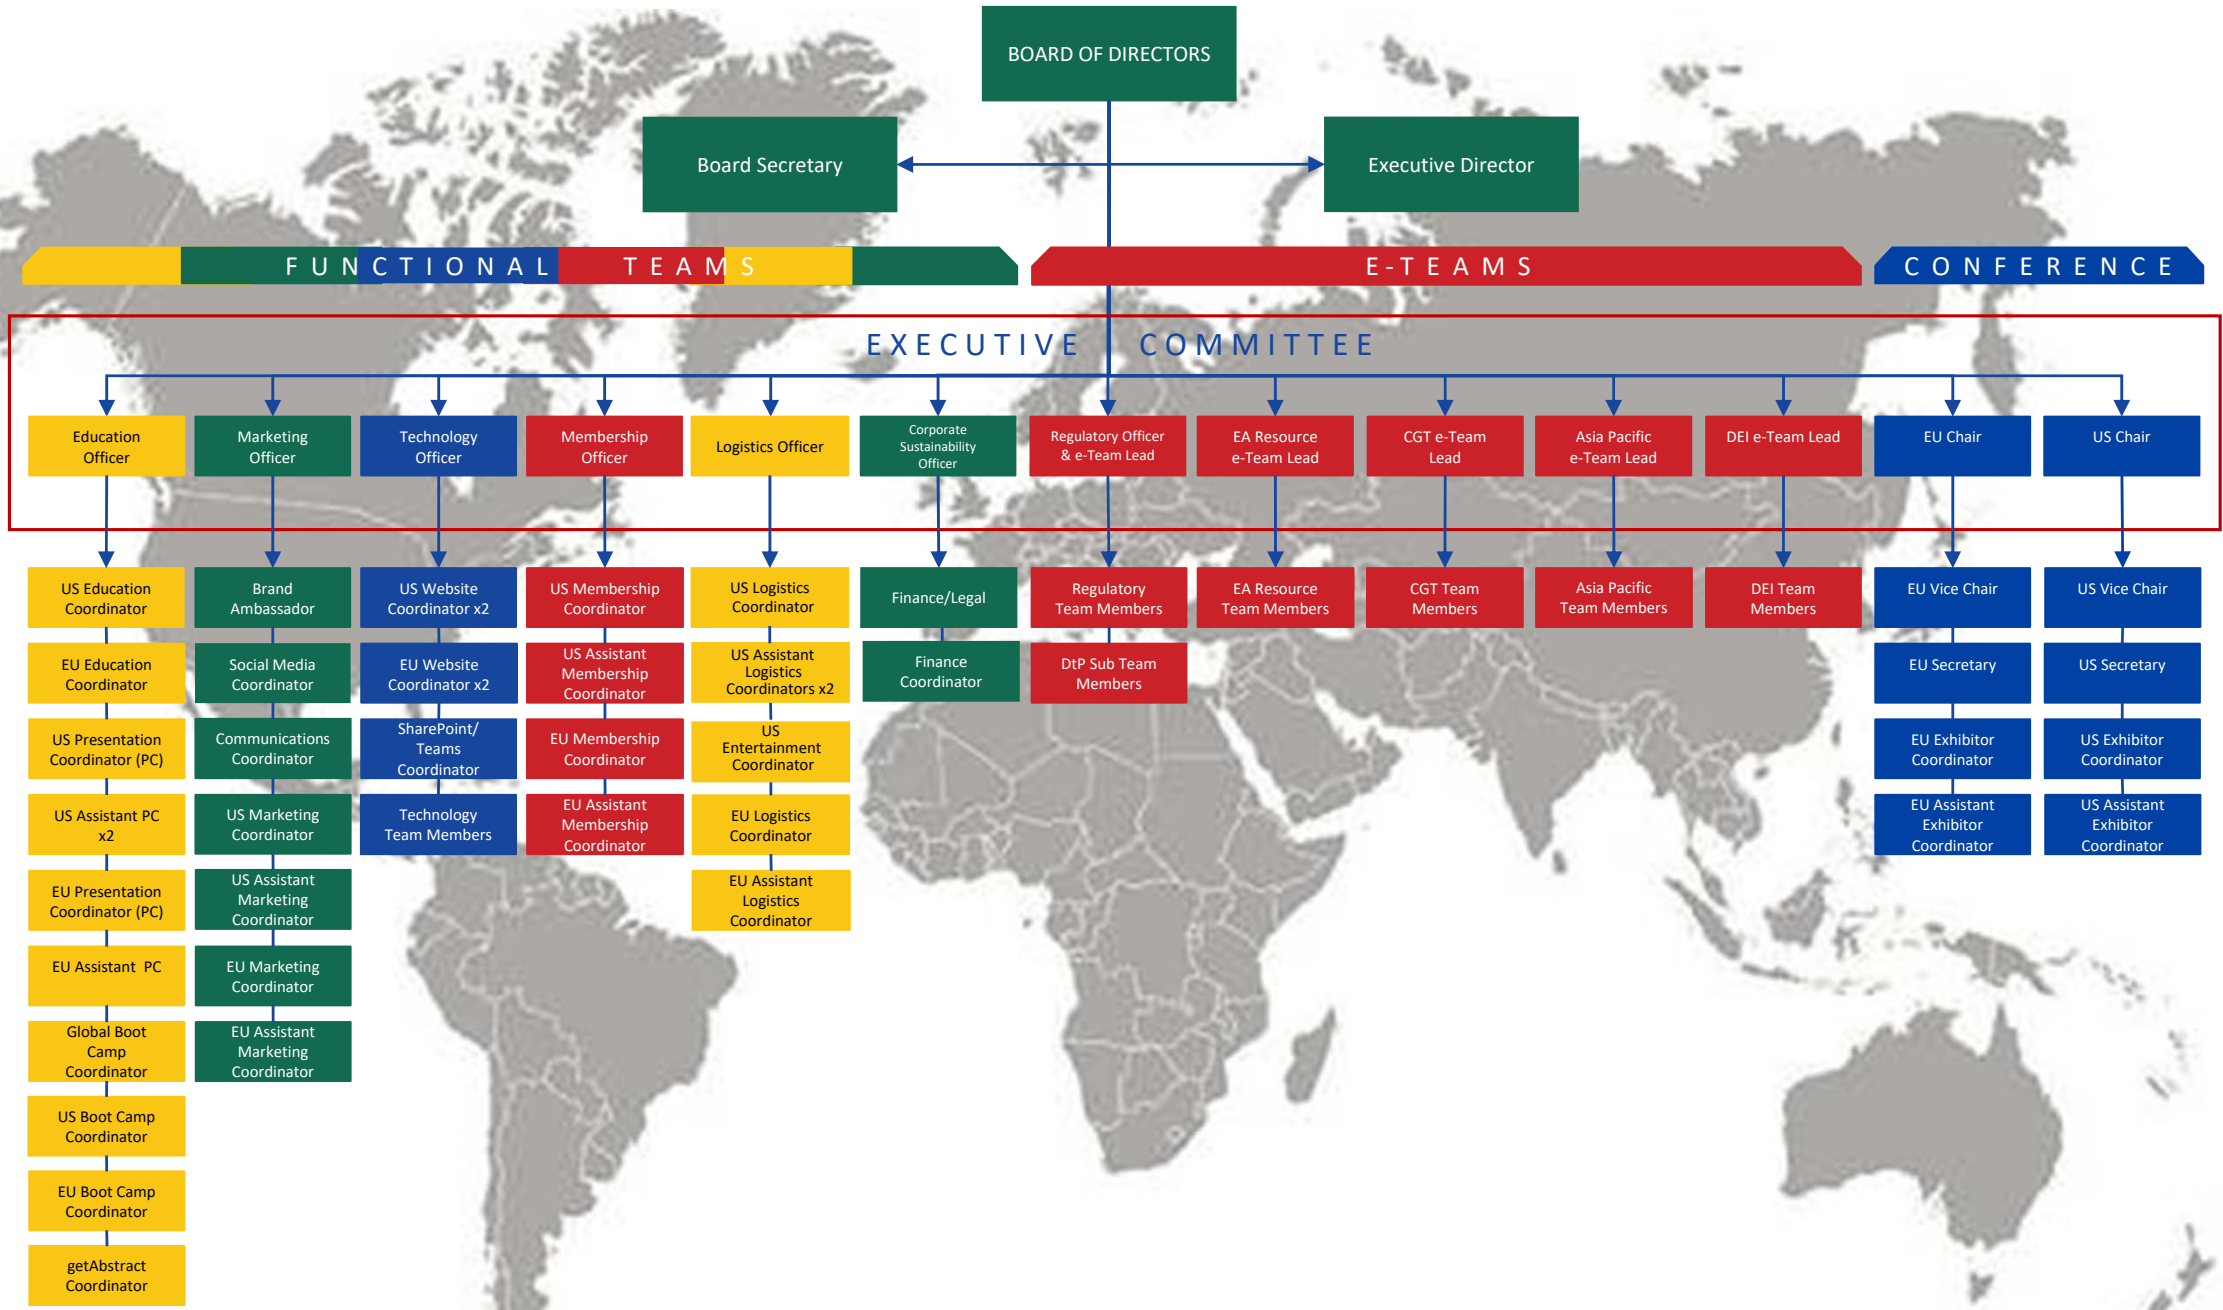 BOARD OF DIRECTORS
Board Secretary
Executive Director
FUNCTIONAL TEAMS
E-TEAMS
CONFERENCE
EXECUTIVE COMMITTEE
Education
Officer
Marketing
Officer
Technology
Officer
Membership
Officer
Logistics Officer
Corporate
Sustainability
Officer
Regulatory Officer
& e-Team Lead
EA Resource
e-Team Lead
CGT e-Team
Lead
Asia Pacific
e-Team Lead
DEI e-Team Lead
EU Chair
US Chair
US Education
Coordinator
EU Education
Coordinator
US Presentation
Coordinator (PC)
US Assistant PC
x2
EU Presentation
Coordinator (PC)
EU Assistant PC
Global Boot
Camp
Coordinator
US Boot Camp
Coordinator
EU Boot Camp
Coordinator
getAbstract
Coordinator
Brand
Ambassador
Social Media
Coordinator
Communications
Coordinator
US Marketing
Coordinator
US Assistant
Marketing
Coordinator
EU Marketing
Coordinator
EU Assistant
Marketing
Coordinator
US Website
Coordinator x2
EU Website
Coordinator x2
SharePoint/
Teams
Coordinator
Technology
Team Members
US Membership
Coordinator
US Assistant
Membership
Coordinator
EU Membership
Coordinator
EU Assistant
Membership
Coordinator
US Logistics
Coordinator
US Assistant
Logistics
Coordinators x2
US
Entertainment
Coordinator
EU Logistics
Coordinator
EU Assistant
Logistics
Coordinator
Finance/Legal
Finance
Coordinator
Regulatory
Team Members
DtP Sub Team
Members
EA Resource
Team Members
CGT Team
Members
Asia Pacific
Team Members
DEI Team
Members
EU Vice Chair
EU Secretary
EU Exhibitor
Coordinator
EU Assistant
Exhibitor
Coordinator
US Vice Chair
US Secretary
US Exhibitor
Coordinator
US Assistant
Exhibitor
Coordinator